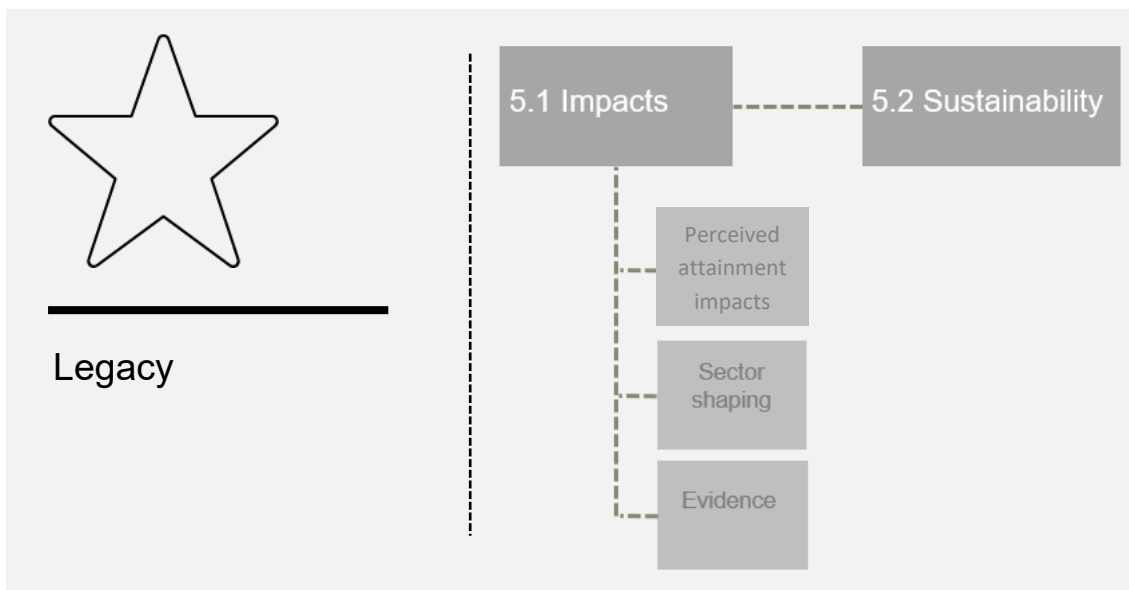 Legacy
5.1 Impacts
5.2 Sustainability
Perceived
attainment
impacts
Sector
shaping
Evidence